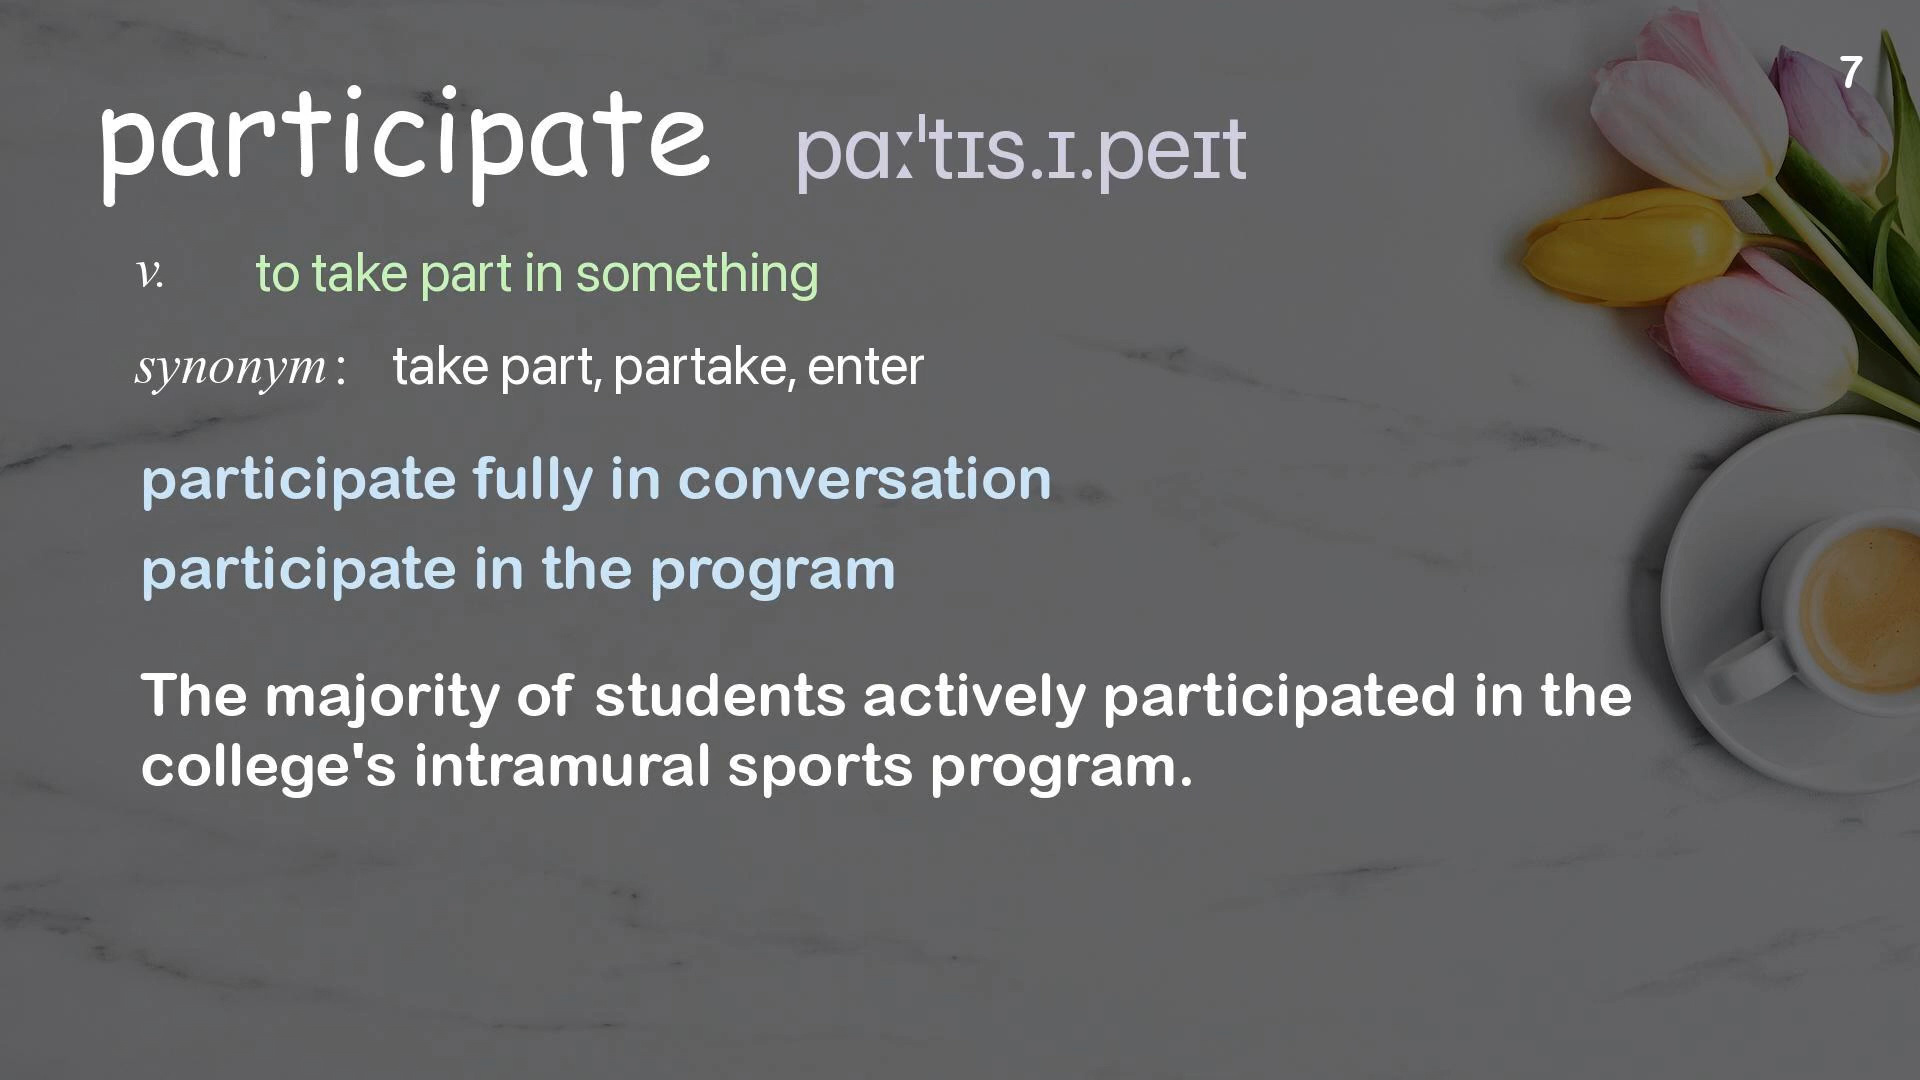 7
participate pɑːˈtɪs.ɪ.peɪt
v. to take part in something
synonym: take part, partake, enter
participate fully in conversation
participate in the program
The majority of students actively participated in the
college's intramural sports program.